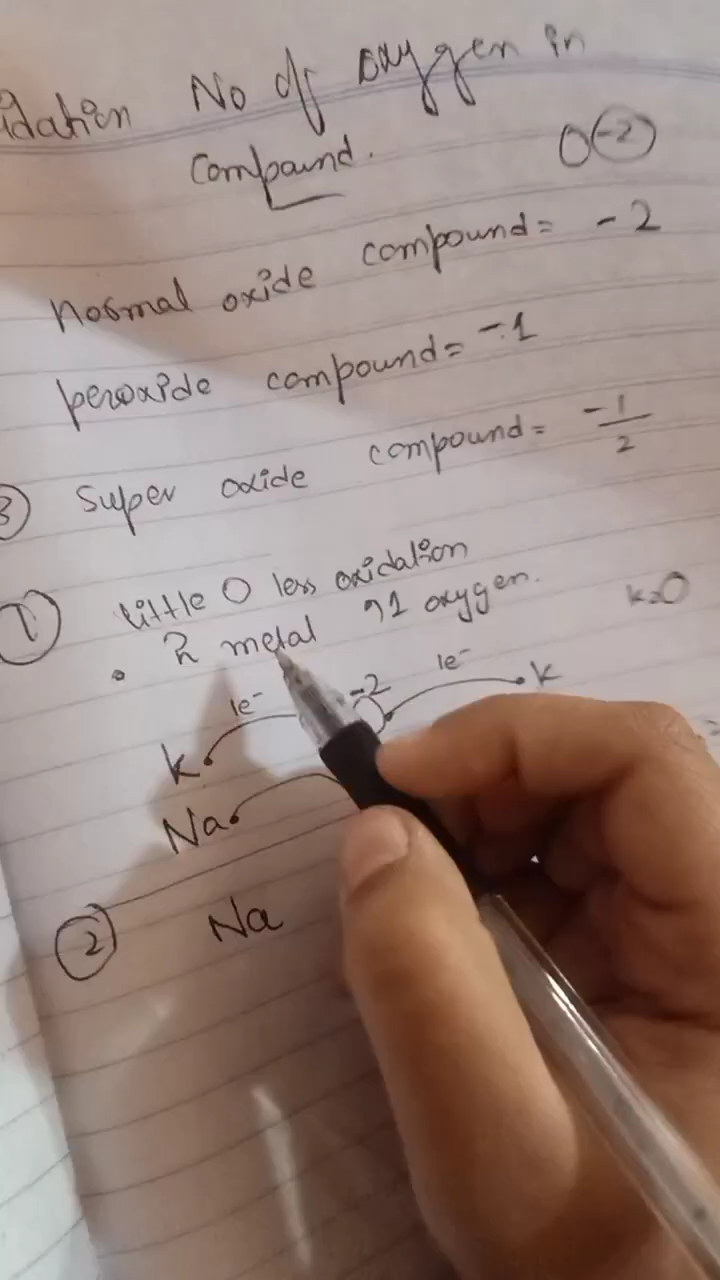 idation No of oxygen in
compound.
O (-2)
Normal oxide compound = -2
peroxide compound = -1
3 Super oxide compound = -1/2
1 little O less oxidation
• 2 metal 1 oxygen.
K2O
1e⁻ -2 1e⁻
K K
Na
2 Na